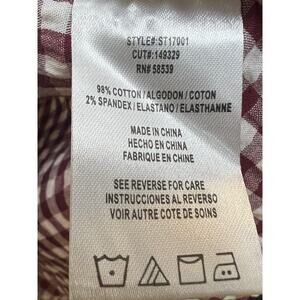 STYLE#:ST17001
CUT#:149329
RN# 58539
98% COTTON/ALGODON / COTON
2% SPANDEX / ELASTANO / ELASTHANNE
MADE IN CHINA
HECHO EN CHINA
FABRIQUE EN CHINE
SEE REVERSE FOR CARE
INSTRUCCIONES AL REVERSO
VOIR AUTRE COTE DE SOINS